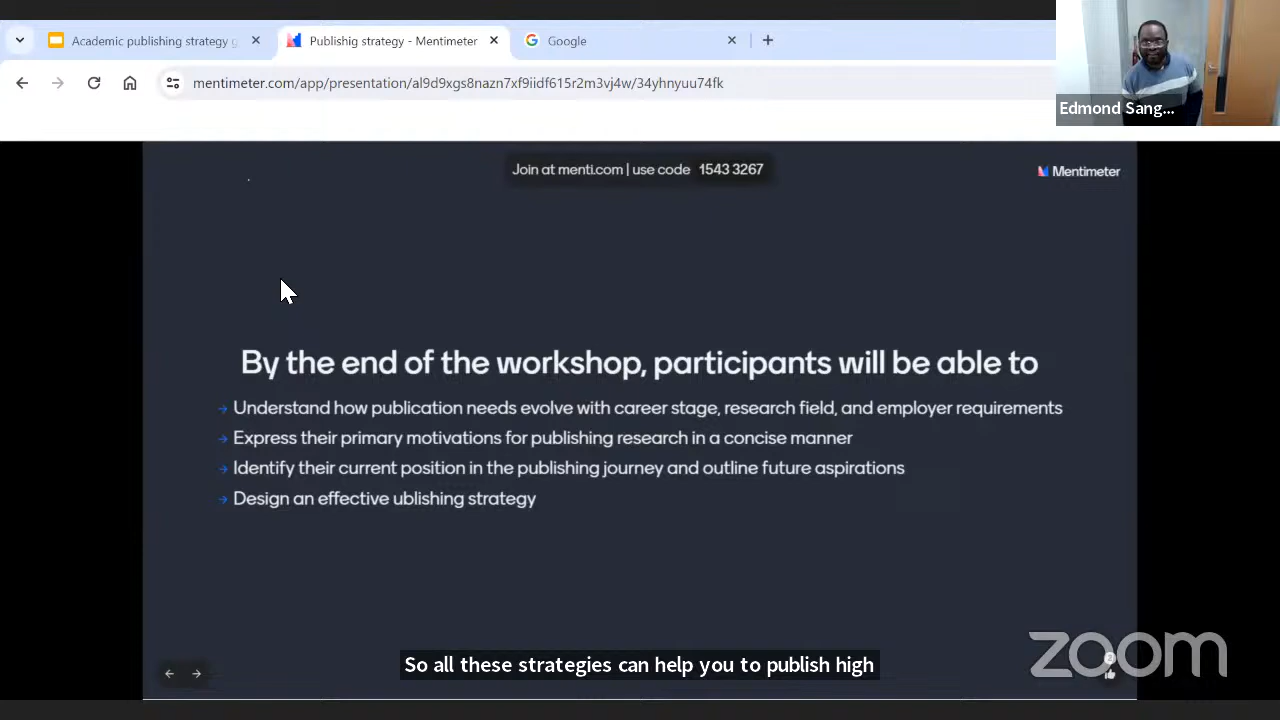 Academic publishing strategy g
Publishig strategy - Mentimeter
Google
mentimeter.com/app/presentation/al9d9xgs8nazn7xf9iidf615r2m3vj4w/34yhnyuu74fk
Edmond Sang...
Join at menti.com | use code 1543 3267
Mentimeter
By the end of the workshop, participants will be able to
→ Understand how publication needs evolve with career stage, research field, and employer requirements
→ Express their primary motivations for publishing research in a concise manner
→ Identify their current position in the publishing journey and outline future aspirations
→ Design an effective ublishing strategy
So all these strategies can help you to publish high
zoom